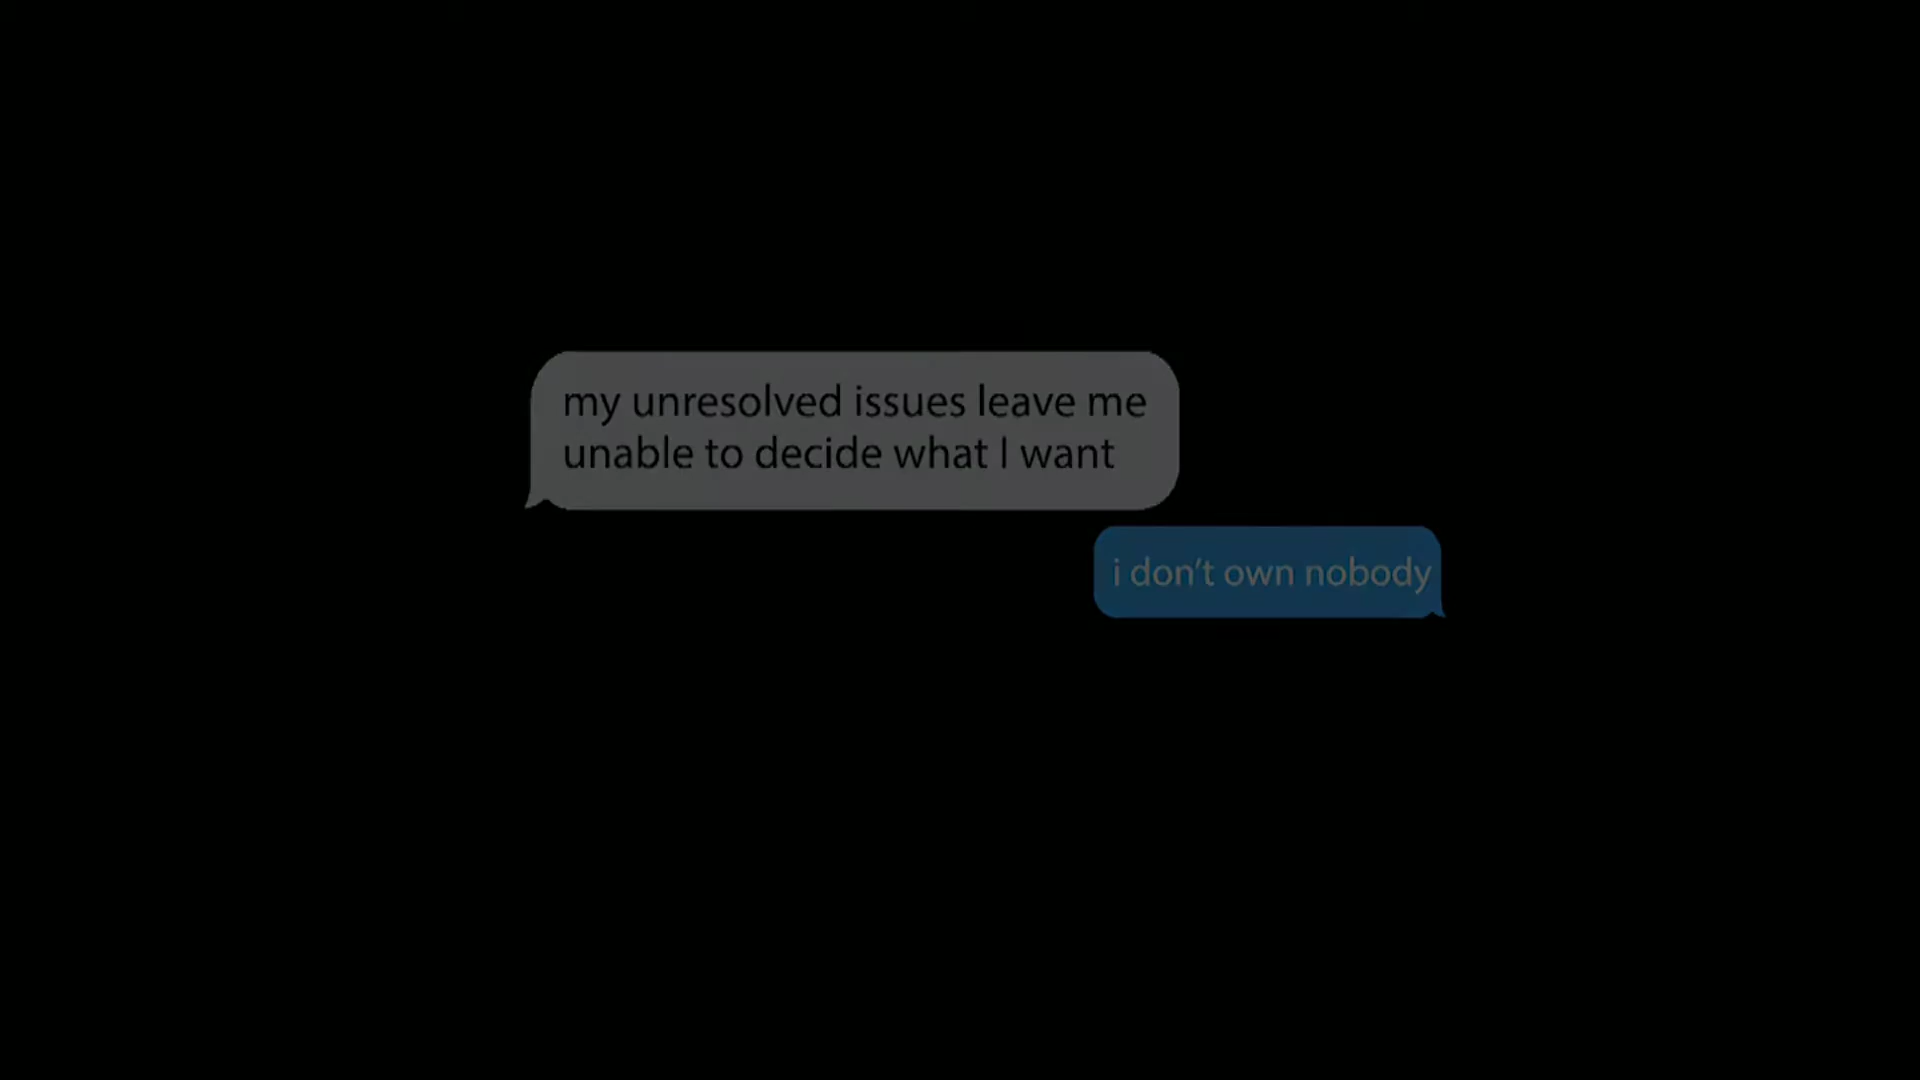 my unresolved issues leave me
unable to decide what I want
i don't own nobody